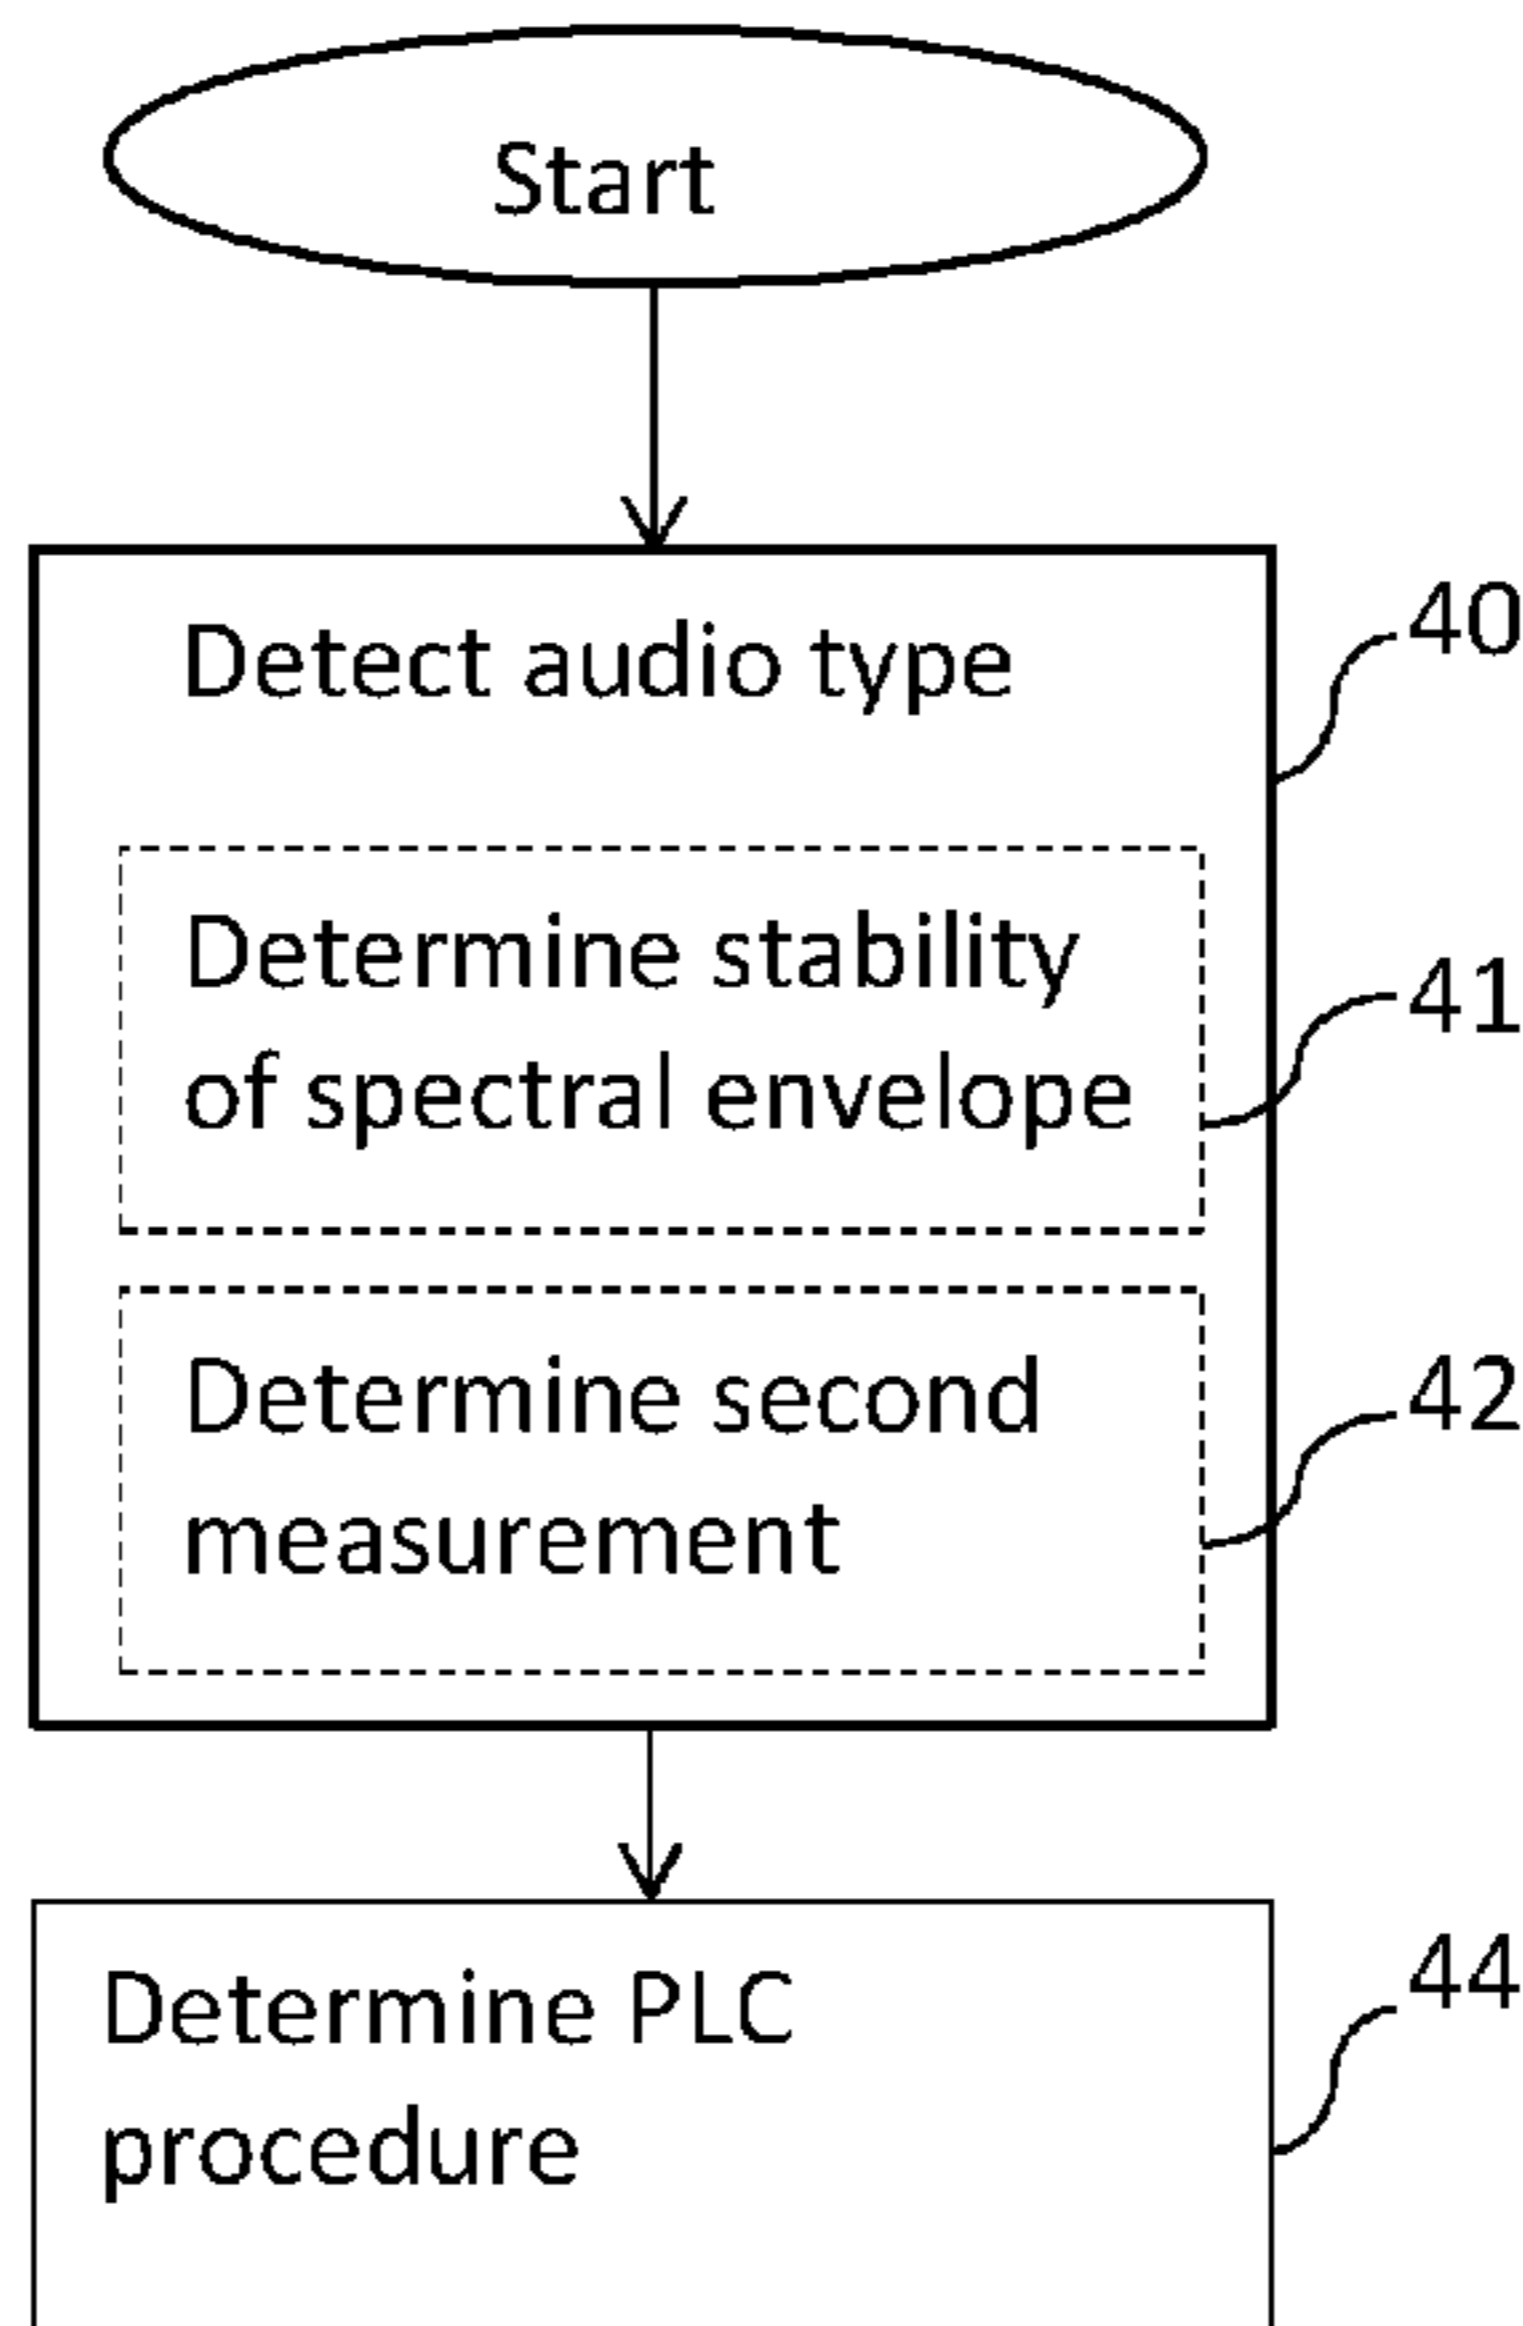 Start
Detect audio type
40
Determine stability
of spectral envelope
41
Determine second
measurement
42
Determine PLC
procedure
44